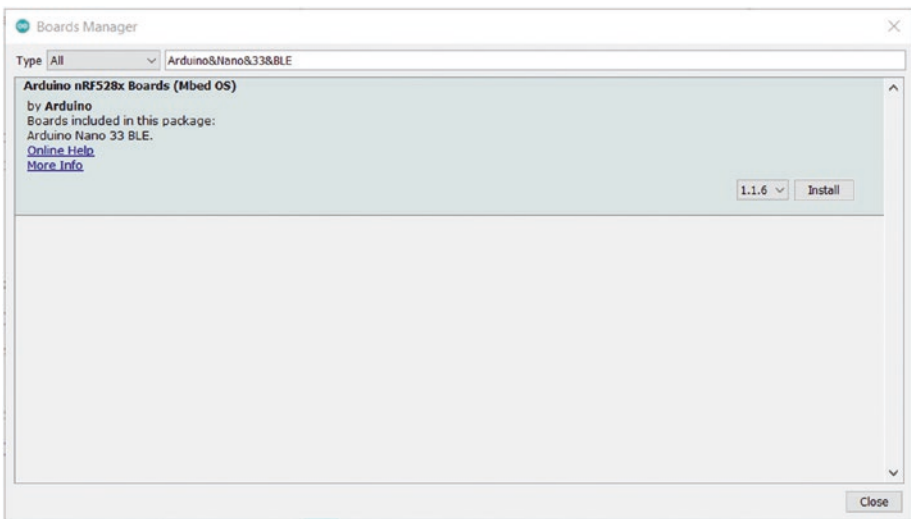 Boards Manager
Type All Arduino&Nano&33&BLE
Arduino nRF528x Boards (Mbed OS)
by Arduino
Boards included in this package:
Arduino Nano 33 BLE.
Online Help
More Info
1.1.6 Install
Close